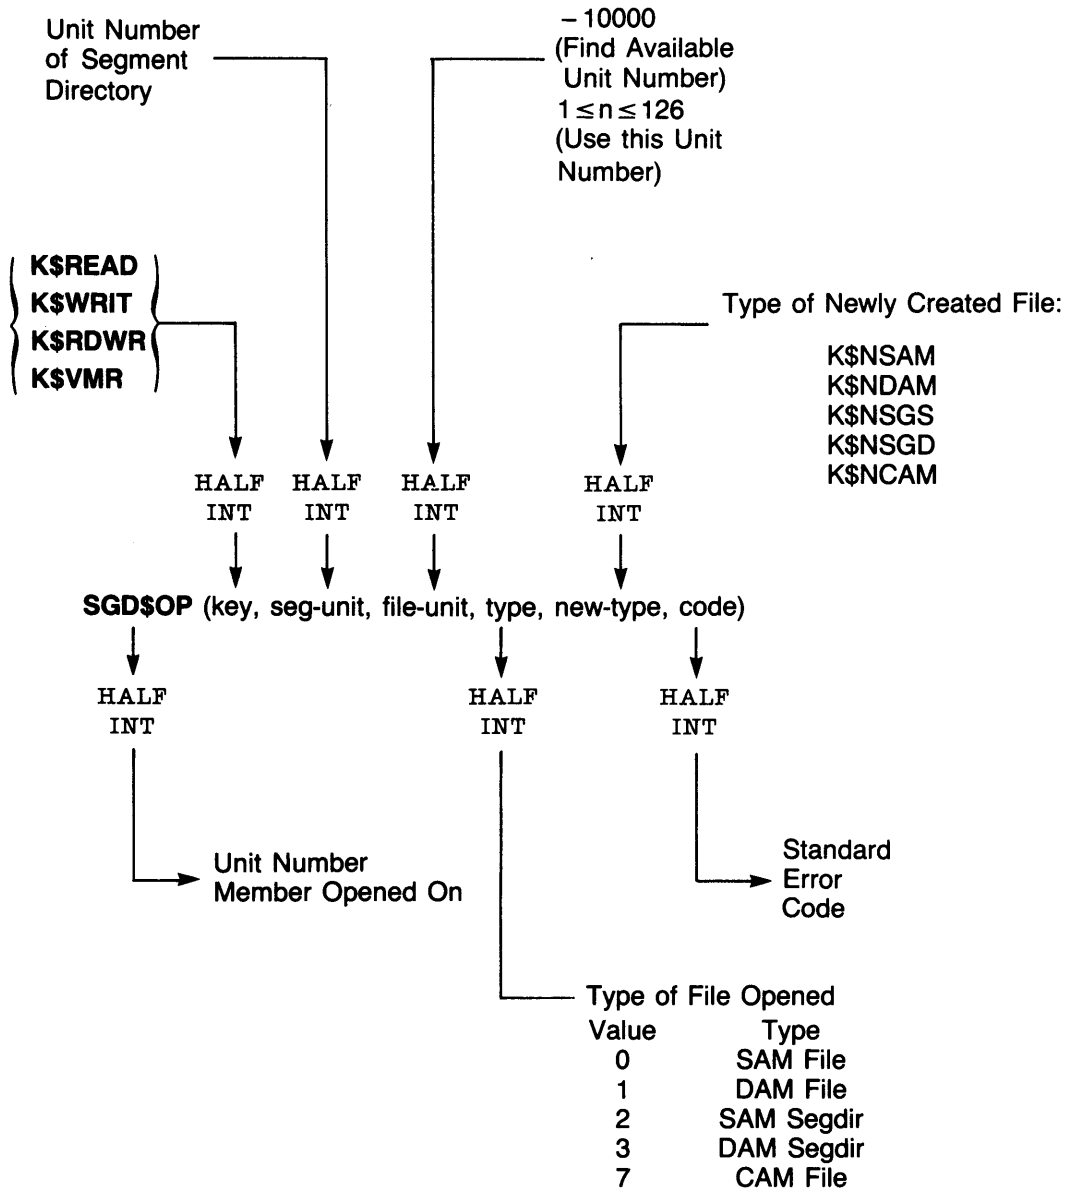 Unit Number
of Segment
Directory
– 10000
(Find Available
Unit Number)
1 ≤ n ≤ 126
(Use this Unit
Number)
K$READ
K$WRIT
K$RDWR
K$VMR
Type of Newly Created File:
K$NSAM
K$NDAM
K$NSGS
K$NSGD
K$NCAM
HALF HALF HALF HALF
INT INT INT INT
SGD$OP (key, seg-unit, file-unit, type, new-type, code)
HALF HALF HALF
INT INT INT
Unit Number
Member Opened On
Standard
Error
Code
Type of File Opened
Value Type
0 SAM File
1 DAM File
2 SAM Segdir
3 DAM Segdir
7 CAM File